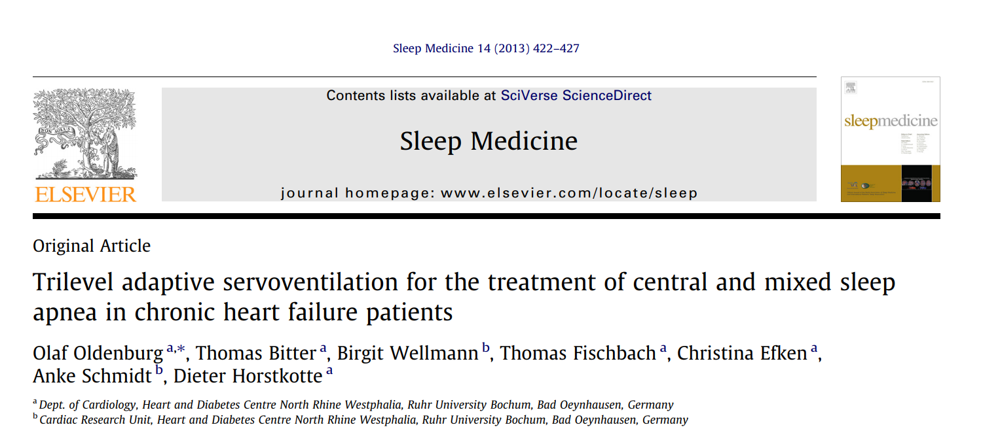 Sleep Medicine 14 (2013) 422–427
Contents lists available at SciVerse ScienceDirect
Sleep Medicine
journal homepage: www.elsevier.com/locate/sleep
NON SOLUS
ELSEVIER
sleepmedicine
Original Article
Trilevel adaptive servoventilation for the treatment of central and mixed sleep
apnea in chronic heart failure patients
Olaf Oldenburg a,*, Thomas Bitter a, Birgit Wellmann b, Thomas Fischbach a, Christina Efken a,
Anke Schmidt b, Dieter Horstkotte a
a Dept. of Cardiology, Heart and Diabetes Centre North Rhine Westphalia, Ruhr University Bochum, Bad Oeynhausen, Germany
b Cardiac Research Unit, Heart and Diabetes Centre North Rhine Westphalia, Ruhr University Bochum, Bad Oeynhausen, Germany